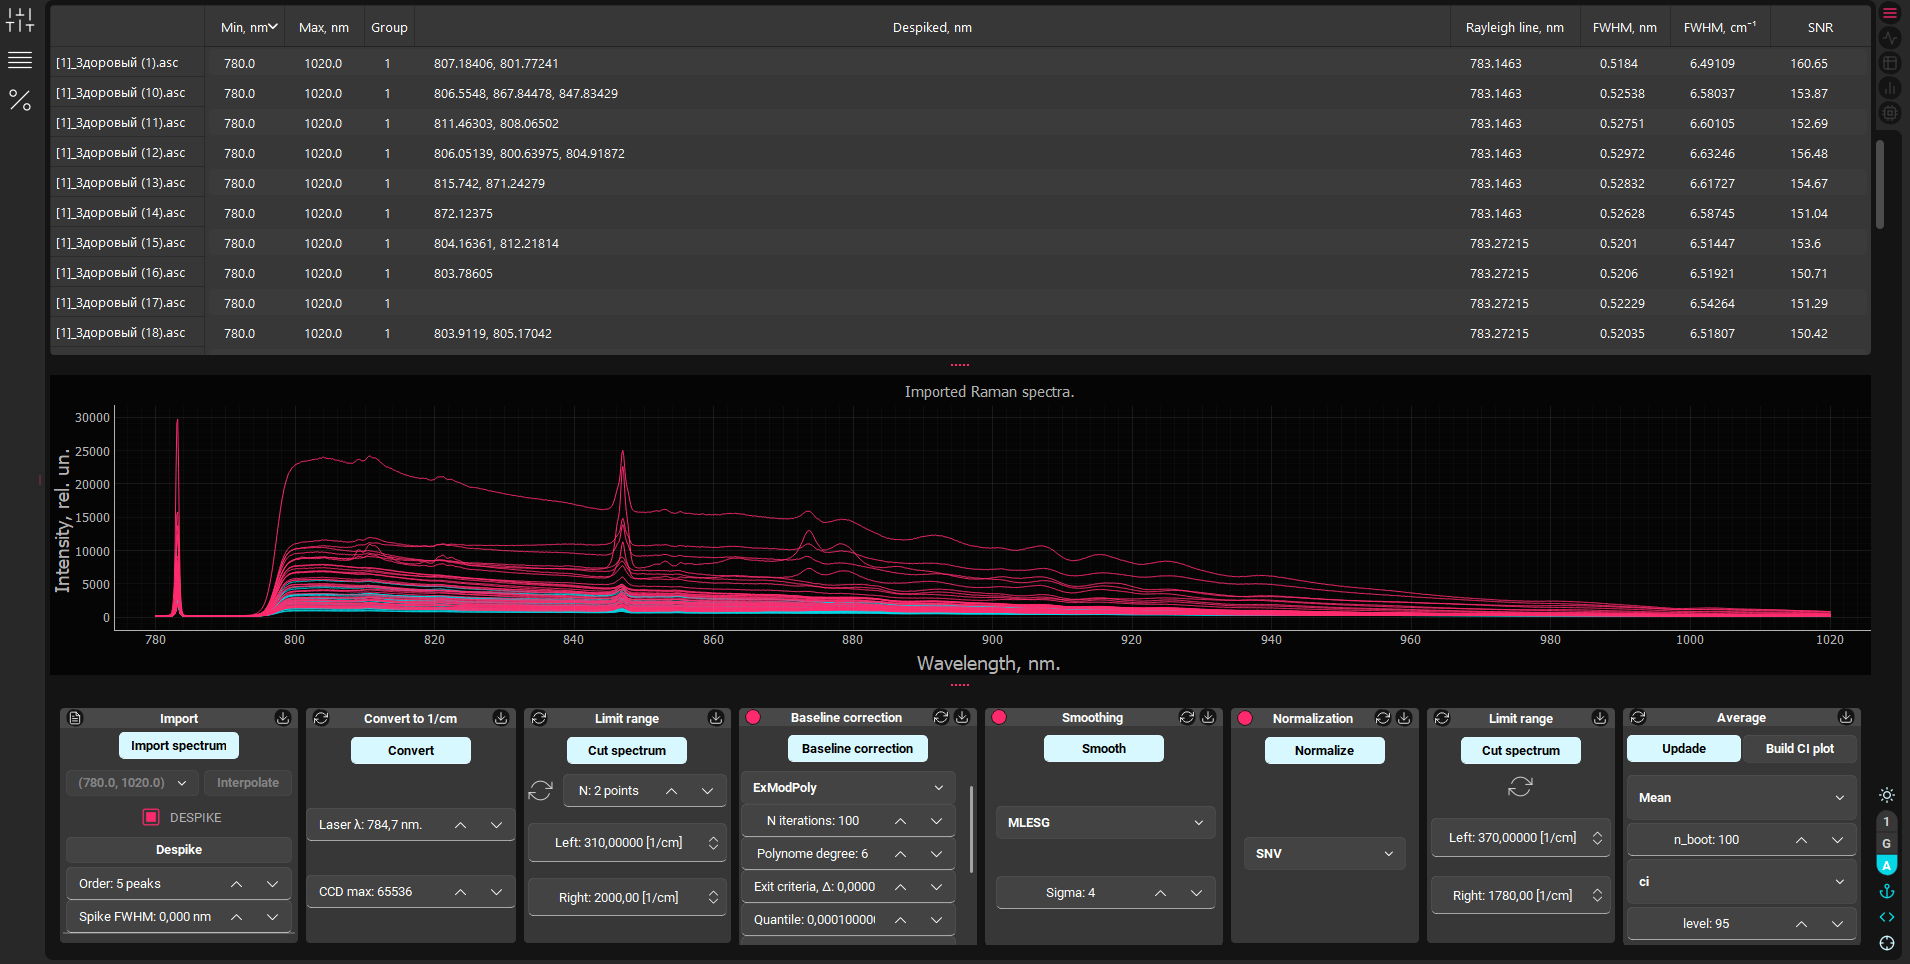 Min, nm Max, nm Group Despiked, nm Rayleigh line, nm FWHM, nm FWHM, cm⁻¹ SNR
[1]_Здоровый (1).asc 780.0 1020.0 1 807.18406, 801.77241 783.1463 0.5184 6.49109 160.65
[1]_Здоровый (10).asc 780.0 1020.0 1 806.5548, 867.84478, 847.83429 783.1463 0.52538 6.58037 153.87
[1]_Здоровый (11).asc 780.0 1020.0 1 811.46303, 808.06502 783.1463 0.52751 6.60105 152.69
[1]_Здоровый (12).asc 780.0 1020.0 1 806.05139, 800.63975, 804.91872 783.1463 0.52972 6.63246 156.48
[1]_Здоровый (13).asc 780.0 1020.0 1 815.742, 871.24279 783.1463 0.52832 6.61727 154.67
[1]_Здоровый (14).asc 780.0 1020.0 1 872.12375 783.1463 0.52628 6.58745 151.04
[1]_Здоровый (15).asc 780.0 1020.0 1 804.16361, 812.21814 783.27215 0.5201 6.51447 153.6
[1]_Здоровый (16).asc 780.0 1020.0 1 803.78605 783.27215 0.5206 6.51921 150.71
[1]_Здоровый (17).asc 780.0 1020.0 1 783.27215 0.52229 6.54264 151.29
[1]_Здоровый (18).asc 780.0 1020.0 1 803.9119, 805.17042 783.27215 0.52035 6.51807 150.42
Imported Raman spectra.
Intensity, rel. un.
30000
25000
20000
15000
10000
5000
0
780 800 820 840 860 880 900 920 940 960 980 1000 1020
Wavelength, nm.
Import
Import spectrum
(780.0, 1020.0) Interpolate
DESPIKE
Despike
Order: 5 peaks
Spike FWHM: 0,000 nm
Convert to 1/cm
Convert
Laser λ: 784,7 nm.
CCD max: 65536
Limit range
Cut spectrum
N: 2 points
Left: 310,00000 [1/cm]
Right: 2000,00 [1/cm]
Baseline correction
Baseline correction
ExModPoly
N iterations: 100
Polynome degree: 6
Exit criteria, Δ: 0,0000
Quantile: 0,000100000
Smoothing
Smooth
MLESG
Sigma: 4
Normalization
Normalize
SNV
Limit range
Cut spectrum
Left: 370,00000 [1/cm]
Right: 1780,00 [1/cm]
Average
Updade Build CI plot
Mean
n_boot: 100
ci
level: 95
1
G
A